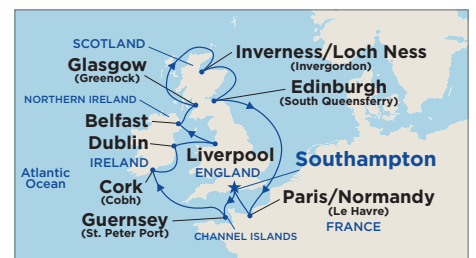 SCOTLAND
Glasgow
(Greenock)
Inverness/Loch Ness
(Invergordon)
Edinburgh
(South Queensferry)
NORTHERN IRELAND
Belfast
Dublin
IRELAND
Liverpool
ENGLAND
Southampton
Atlantic
Ocean
Cork
(Cobh)
Paris/Normandy
(Le Havre)
FRANCE
Guernsey
(St. Peter Port)
CHANNEL ISLANDS